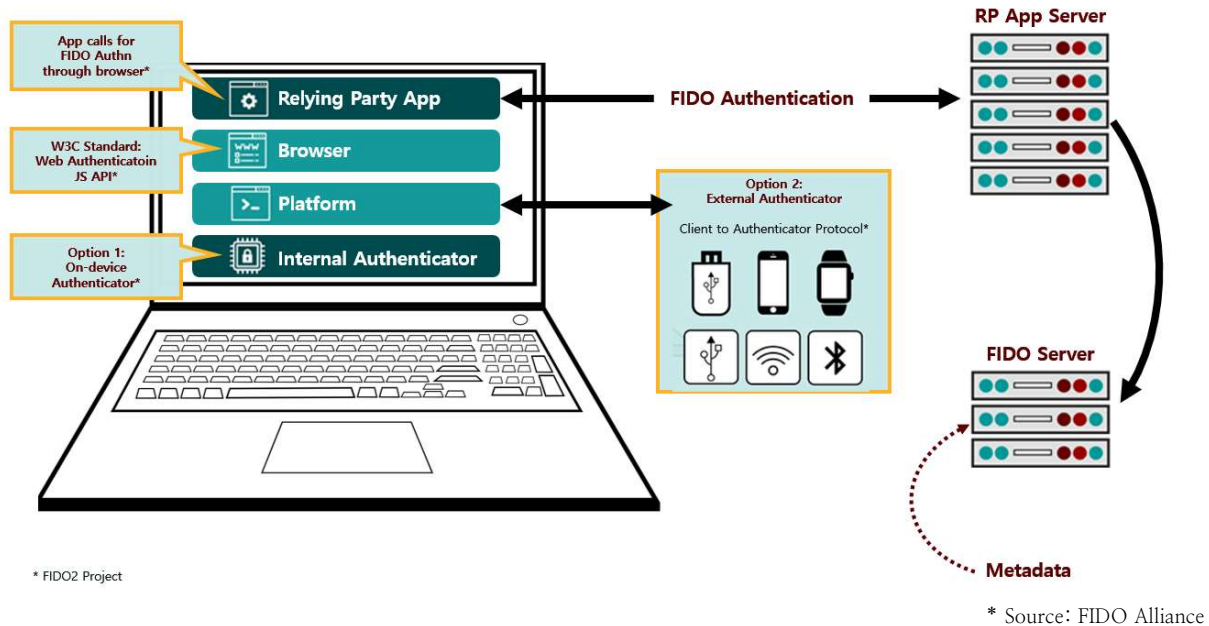 RP App Server
App calls for
FIDO Authn
through browser*
Relying Party App
FIDO Authentication
W3C Standard:
Web Authenticatoin
JS API*
WWW
Browser
Option 2:
External Authenticator
>_ Platform
Client to Authenticator Protocol*
Option 1:
On-device
Authenticator*
Internal Authenticator
FIDO Server
Metadata
* FIDO2 Project
* Source: FIDO Alliance